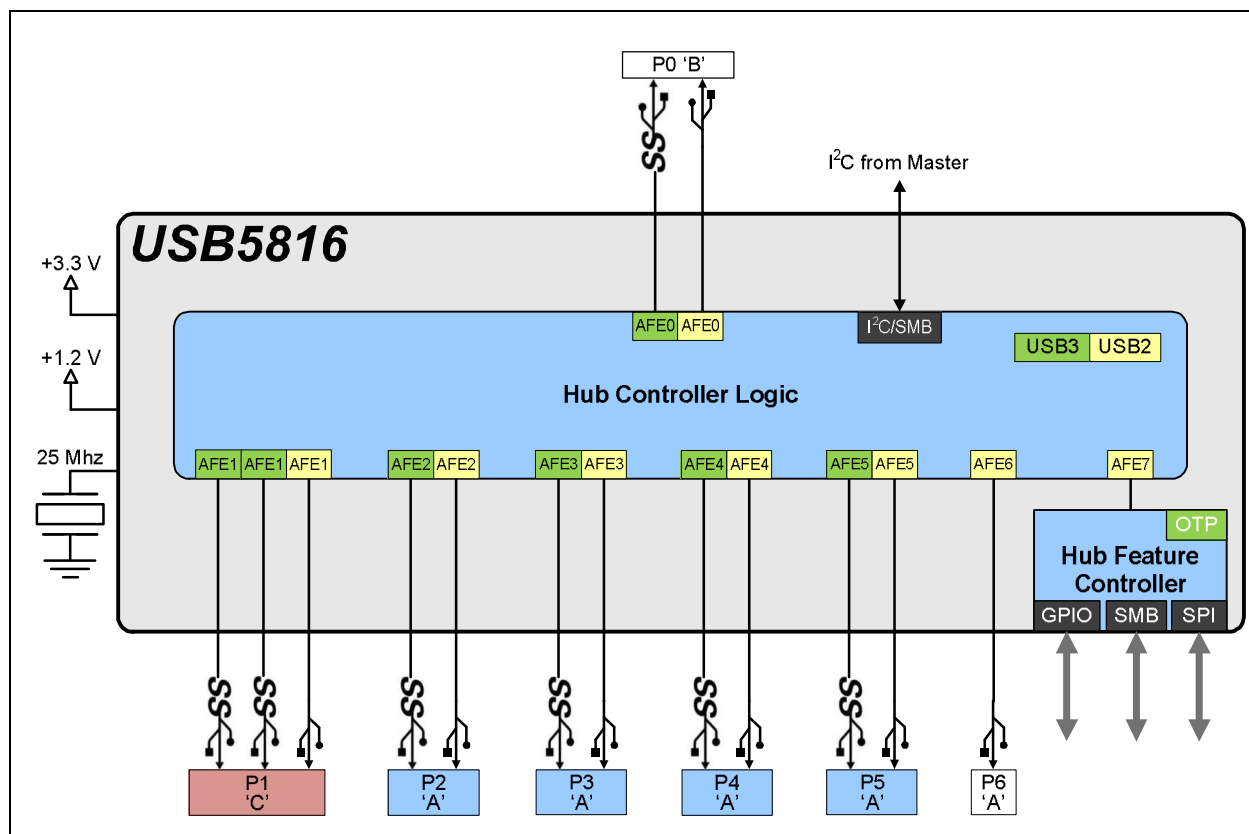 P0 ‘B’
SS
I²C from Master
USB5816
+3.3 V
AFE0 AFE0
I²C/SMB
USB3 USB2
+1.2 V
Hub Controller Logic
25 Mhz
AFE1 AFE1 AFE1
AFE2 AFE2
AFE3 AFE3
AFE4 AFE4
AFE5 AFE5
AFE6
AFE7
OTP
Hub Feature
Controller
GPIO SMB SPI
SS SS SS SS SS SS
P1
‘C’
P2
‘A’
P3
‘A’
P4
‘A’
P5
‘A’
P6
‘A’